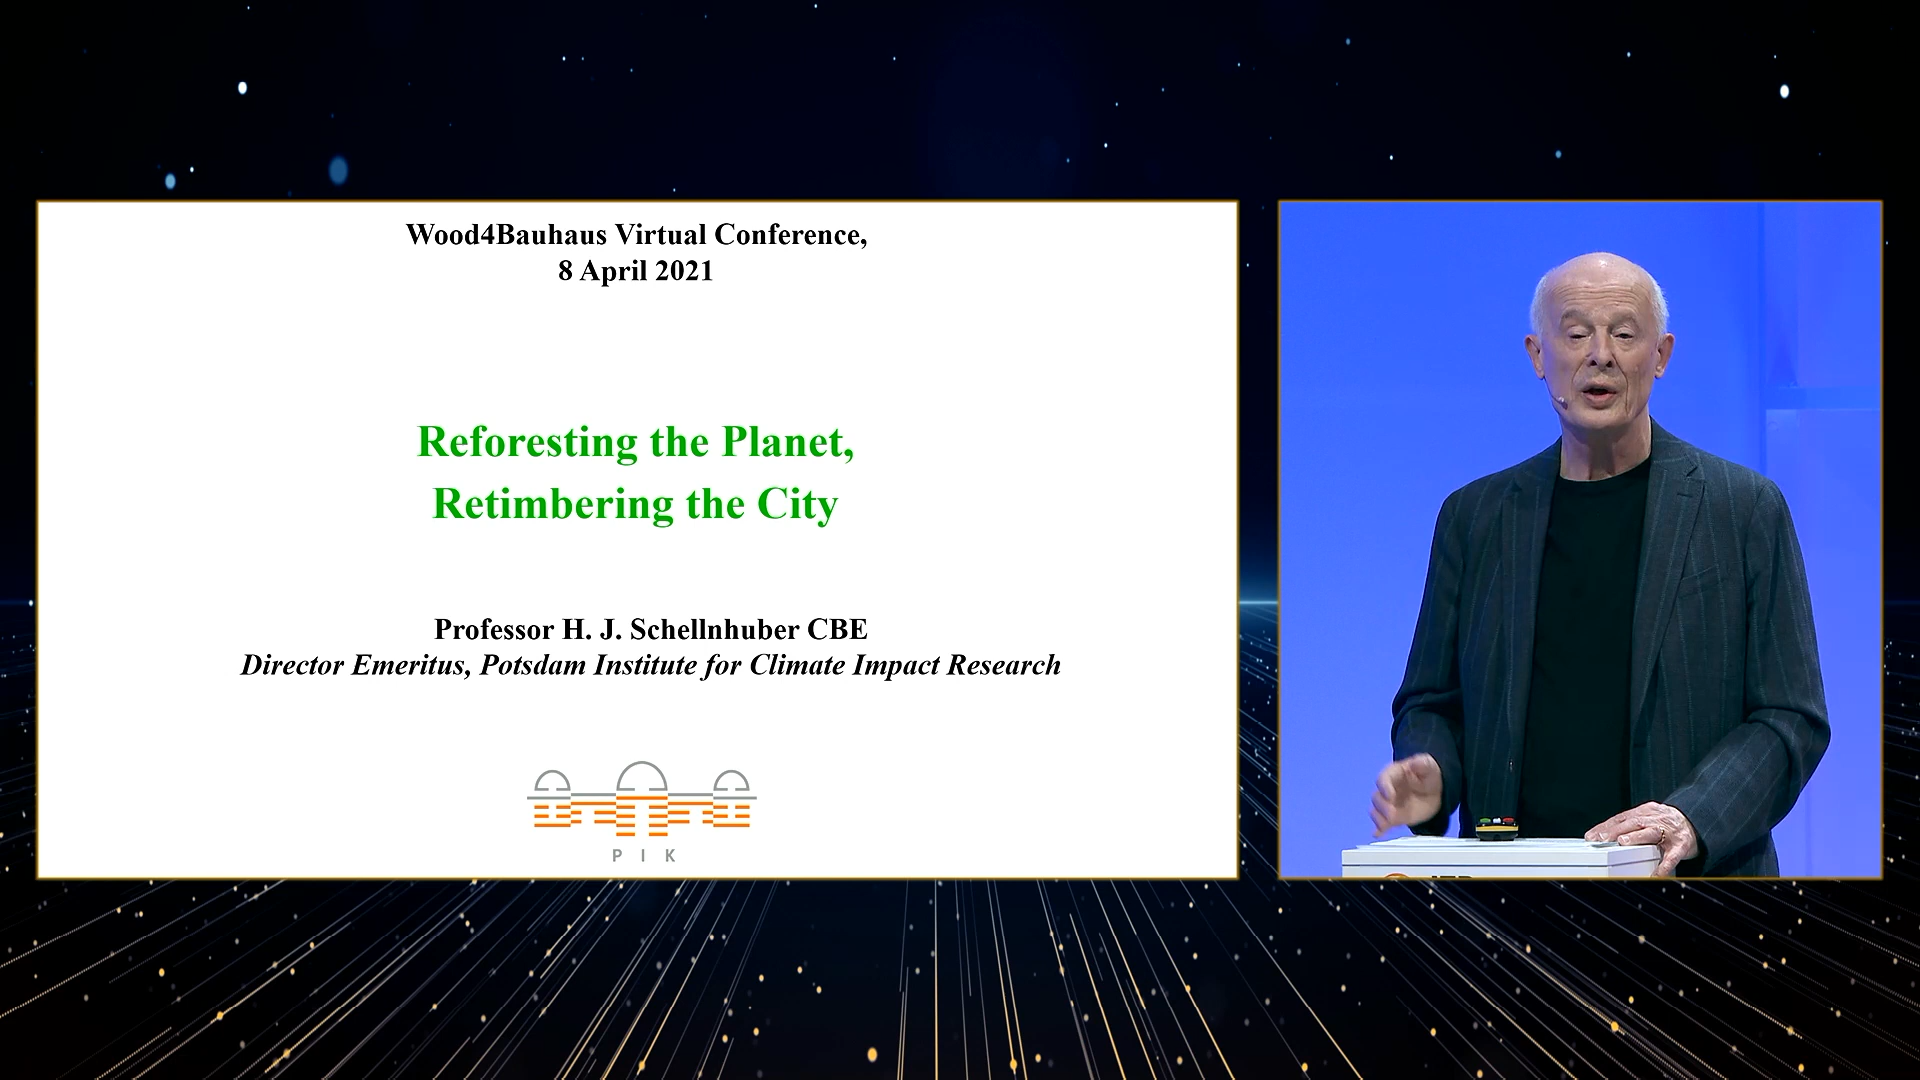 Wood4Bauhaus Virtual Conference,
8 April 2021
Reforesting the Planet,
Retimbering the City
Professor H. J. Schellnhuber CBE
Director Emeritus, Potsdam Institute for Climate Impact Research
P I K